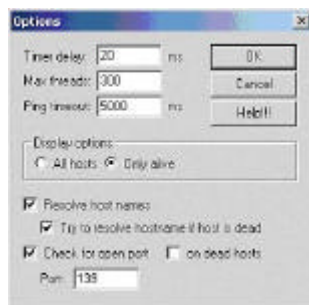 Options
Timer delay: 20 ms
OK
Max threads: 300
Cancel
Ping timeout: 5000 ms
Help!!!
Display options
All hosts Only alive
Resolve host names
Try to resolve hostname if host is dead
Check for open port on dead hosts
Port: 139